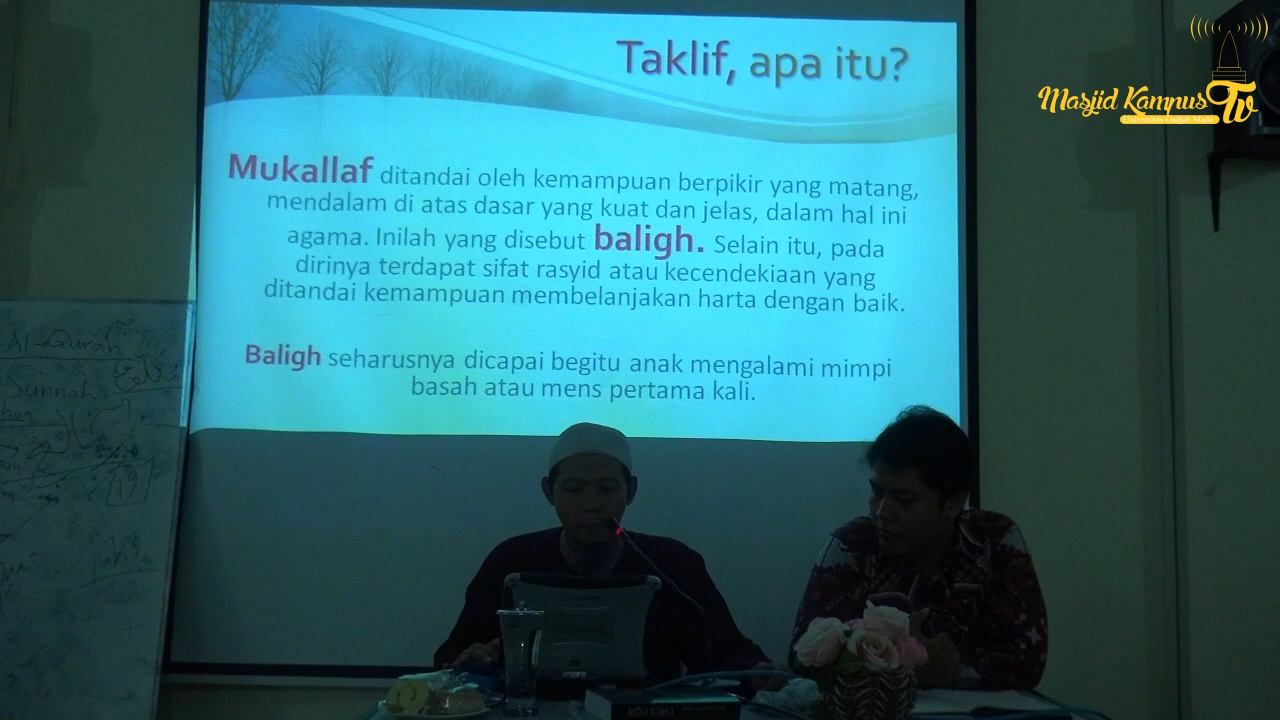 Taklif, apa itu?
Masjid Kampus Tv
Universitas Gadjah Mada
Mukallaf ditandai oleh kemampuan berpikir yang matang,
mendalam di atas dasar yang kuat dan jelas, dalam hal ini
agama. Inilah yang disebut baligh. Selain itu, pada
dirinya terdapat sifat rasyid atau kecendekiaan yang
ditandai kemampuan membelanjakan harta dengan baik.
Baligh seharusnya dicapai begitu anak mengalami mimpi
basah atau mens pertama kali.
Al-Quran
Sunnah